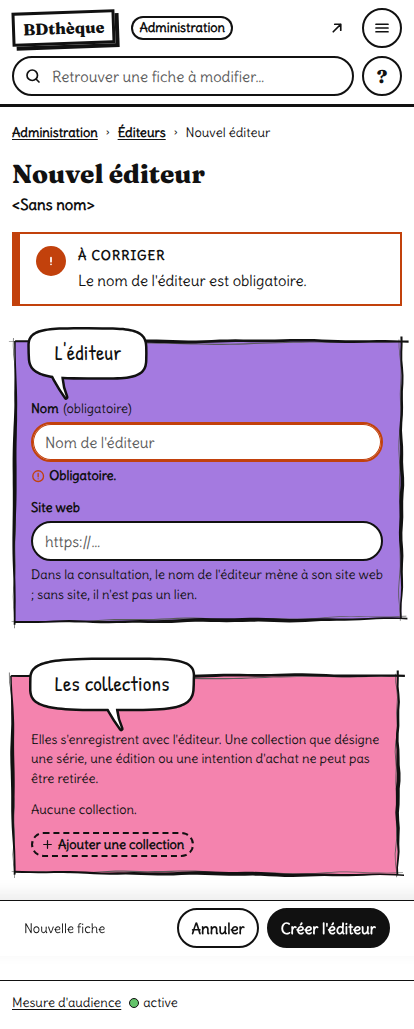 BDthèque
Administration
Retrouver une fiche à modifier...
?
Administration › Éditeurs › Nouvel éditeur
Nouvel éditeur
<Sans nom>
!
À CORRIGER
Le nom de l'éditeur est obligatoire.
L'éditeur
Nom (obligatoire)
Nom de l'éditeur
Obligatoire.
Site web
https://...
Dans la consultation, le nom de l'éditeur mène à son site web
; sans site, il n'est pas un lien.
Les collections
Elles s'enregistrent avec l'éditeur. Une collection que désigne
une série, une édition ou une intention d'achat ne peut pas
être retirée.
Aucune collection.
+ Ajouter une collection
Nouvelle fiche
Annuler
Créer l'éditeur
Mesure d'audience
active